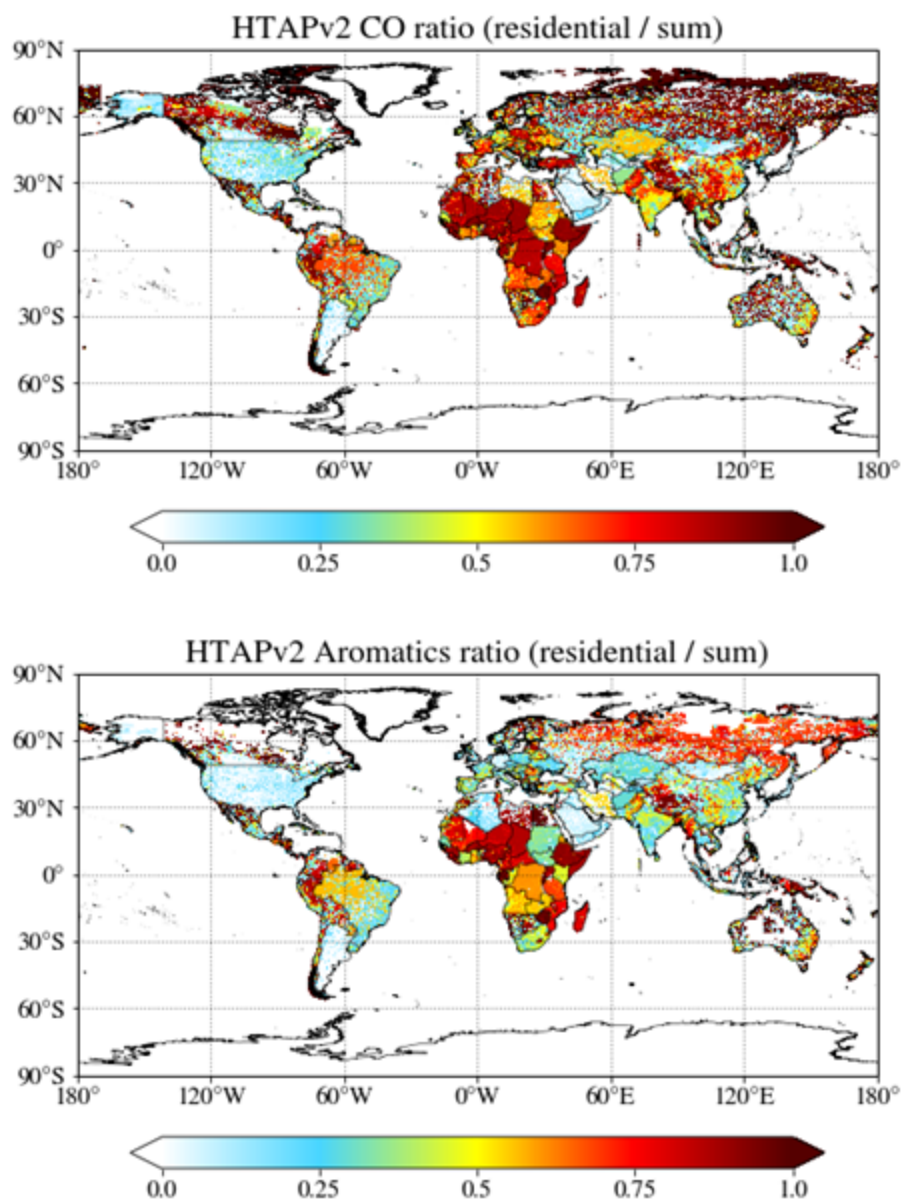 HTAPv2 CO ratio (residential / sum)
90°N
60°N
30°N
0°
30°S
60°S
90°S
180° 120°W 60°W 0°W 60°E 120°E 180°
0.0 0.25 0.5 0.75 1.0
HTAPv2 Aromatics ratio (residential / sum)
90°N
60°N
30°N
0°
30°S
60°S
90°S
180° 120°W 60°W 0°W 60°E 120°E 180°
0.0 0.25 0.5 0.75 1.0